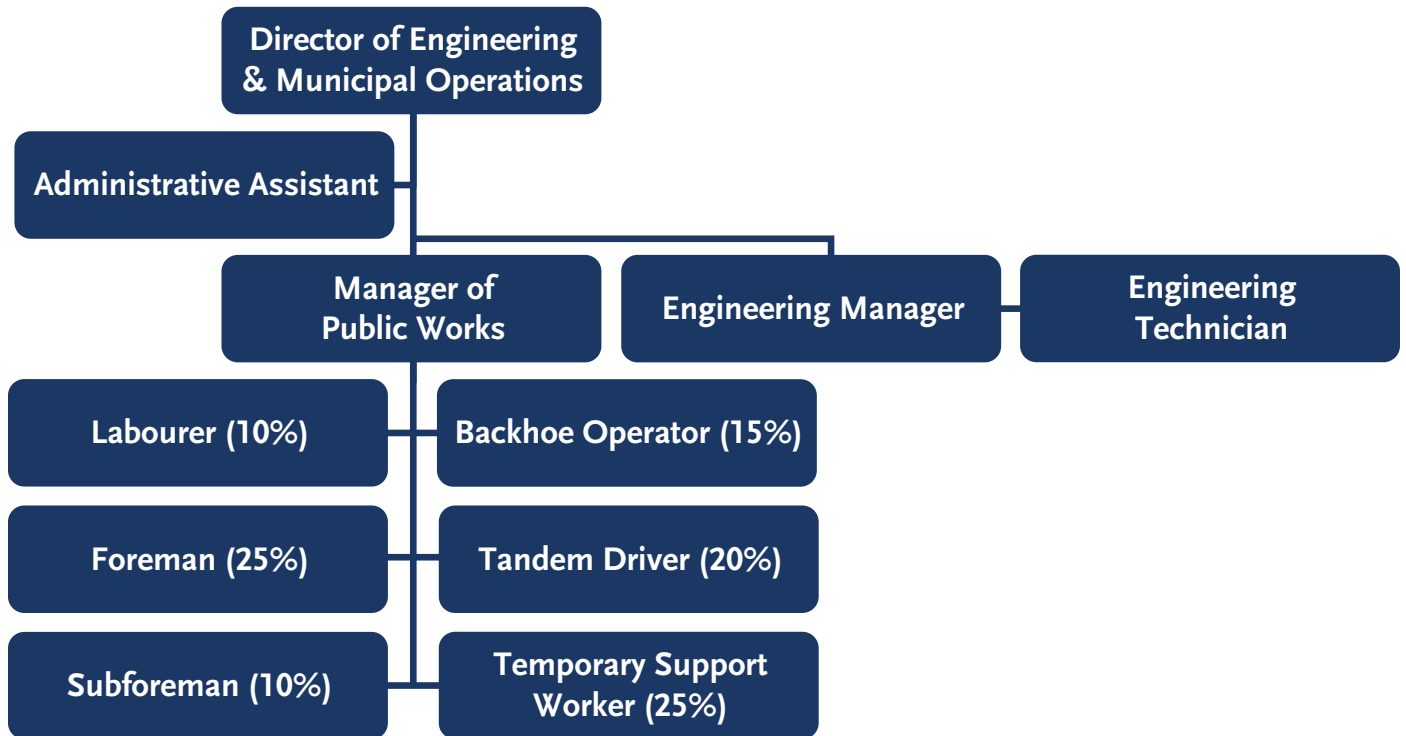 Director of Engineering
& Municipal Operations
Administrative Assistant
Manager of
Public Works
Engineering Manager
Engineering
Technician
Labourer (10%)
Backhoe Operator (15%)
Foreman (25%)
Tandem Driver (20%)
Subforeman (10%)
Temporary Support
Worker (25%)